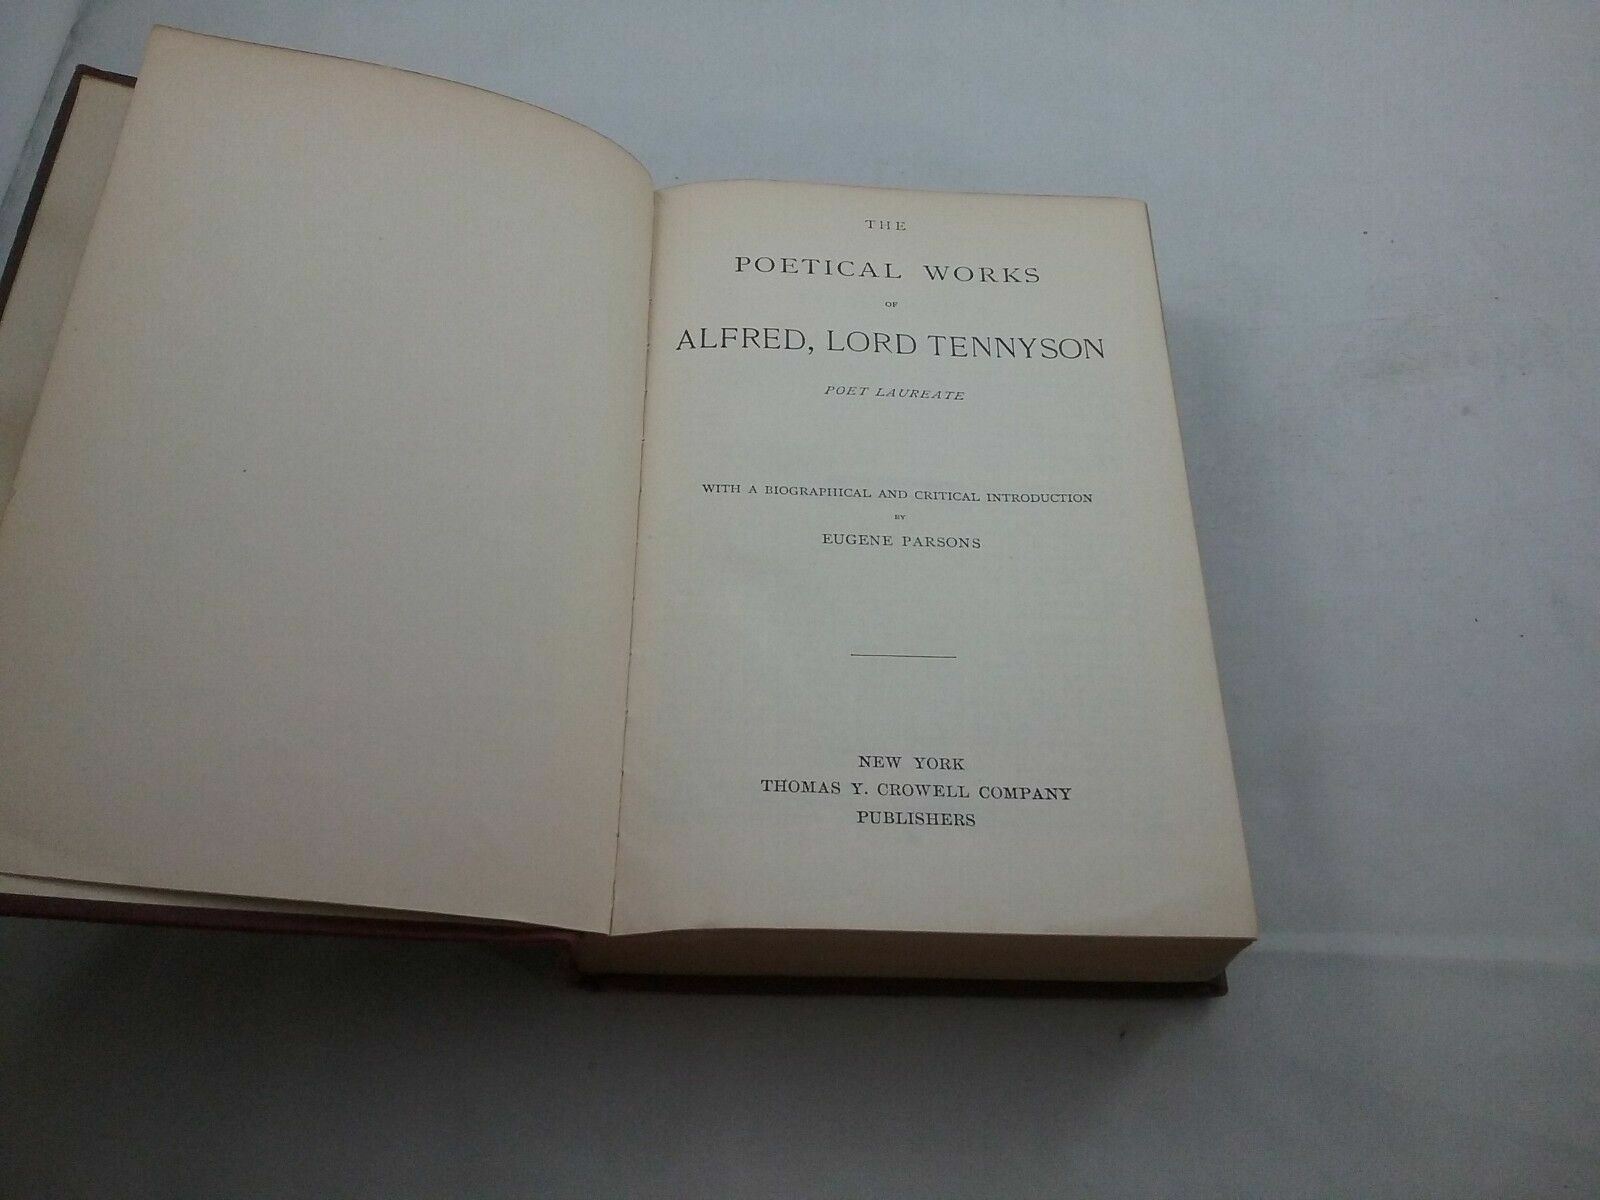 THE
POETICAL WORKS
OF
ALFRED, LORD TENNYSON
POET LAUREATE
WITH A BIOGRAPHICAL AND CRITICAL INTRODUCTION
BY
EUGENE PARSONS
NEW YORK
THOMAS Y. CROWELL COMPANY
PUBLISHERS